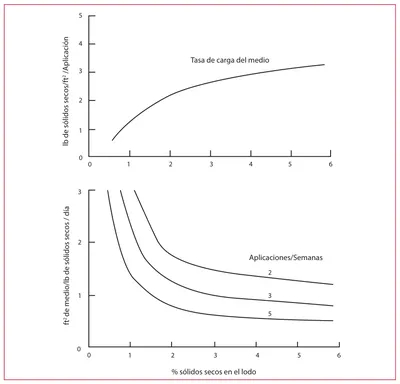 lb de sólidos secos/ft² /Aplicación
5
4
3
2
1
0
Tasa de carga del medio
0 1 2 3 4 5 6
ft² de medio/lb de sólidos secos / día
3
2
1
0
Aplicaciones/Semanas
2
3
5
0 1 2 3 4 5 6
% sólidos secos en el lodo